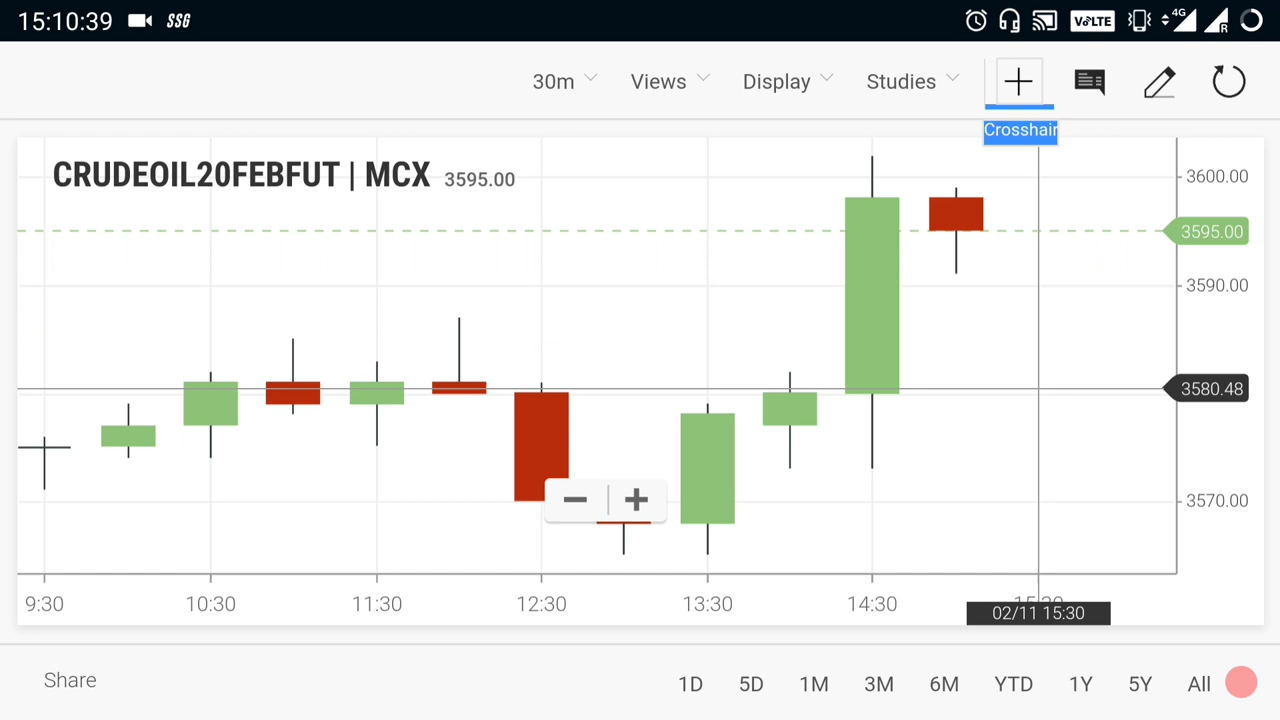 15:10:39 SSG VoLTE 4G R
30m Views Display Studies
Crosshair
CRUDEOIL20FEBFUT | MCX 3595.00
3600.00
3595.00
3590.00
3580.48
3570.00
9:30 10:30 11:30 12:30 13:30 14:30 15:30
02/11 15:30
Share 1D 5D 1M 3M 6M YTD 1Y 5Y All